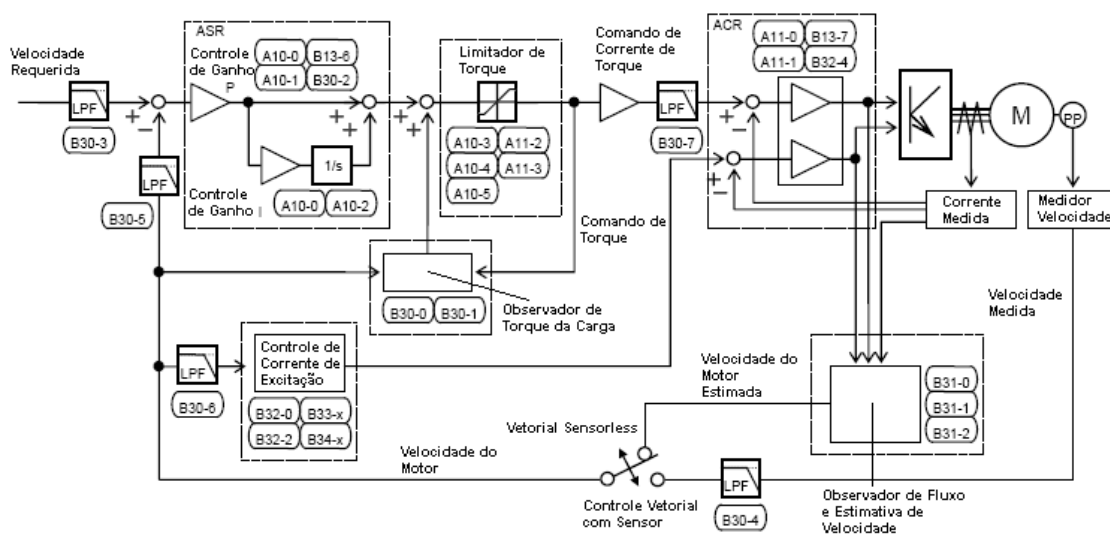 Velocidade
Requerida
LPF
B30-3
LPF
B30-5
ASR
Controle
de Ganho
P
A10-0 B13-6
A10-1 B30-2
1/s
Controle
de Ganho I
A10-0 A10-2
Limitador de
Torque
A10-3 A11-2
A10-4 A11-3
A10-5
Comando de
Corrente de
Torque
LPF
B30-7
ACR
A11-0 B13-7
A11-1 B32-4
M
PP
Corrente
Medida
Medidor
Velocidade
Comando de
Torque
B30-0 B30-1
Observador de
Torque da Carga
Velocidade
Medida
LPF
B30-6
Controle de
Corrente de
Excitação
B32-0 B33-x
B32-2 B34-x
Velocidade do
Motor
Estimada
B31-0
B31-1
B31-2
Vetorial Sensorless
Velocidade do
Motor
Controle Vetorial
com Sensor
LPF
B30-4
Observador de Fluxo
e Estimativa de
Velocidade